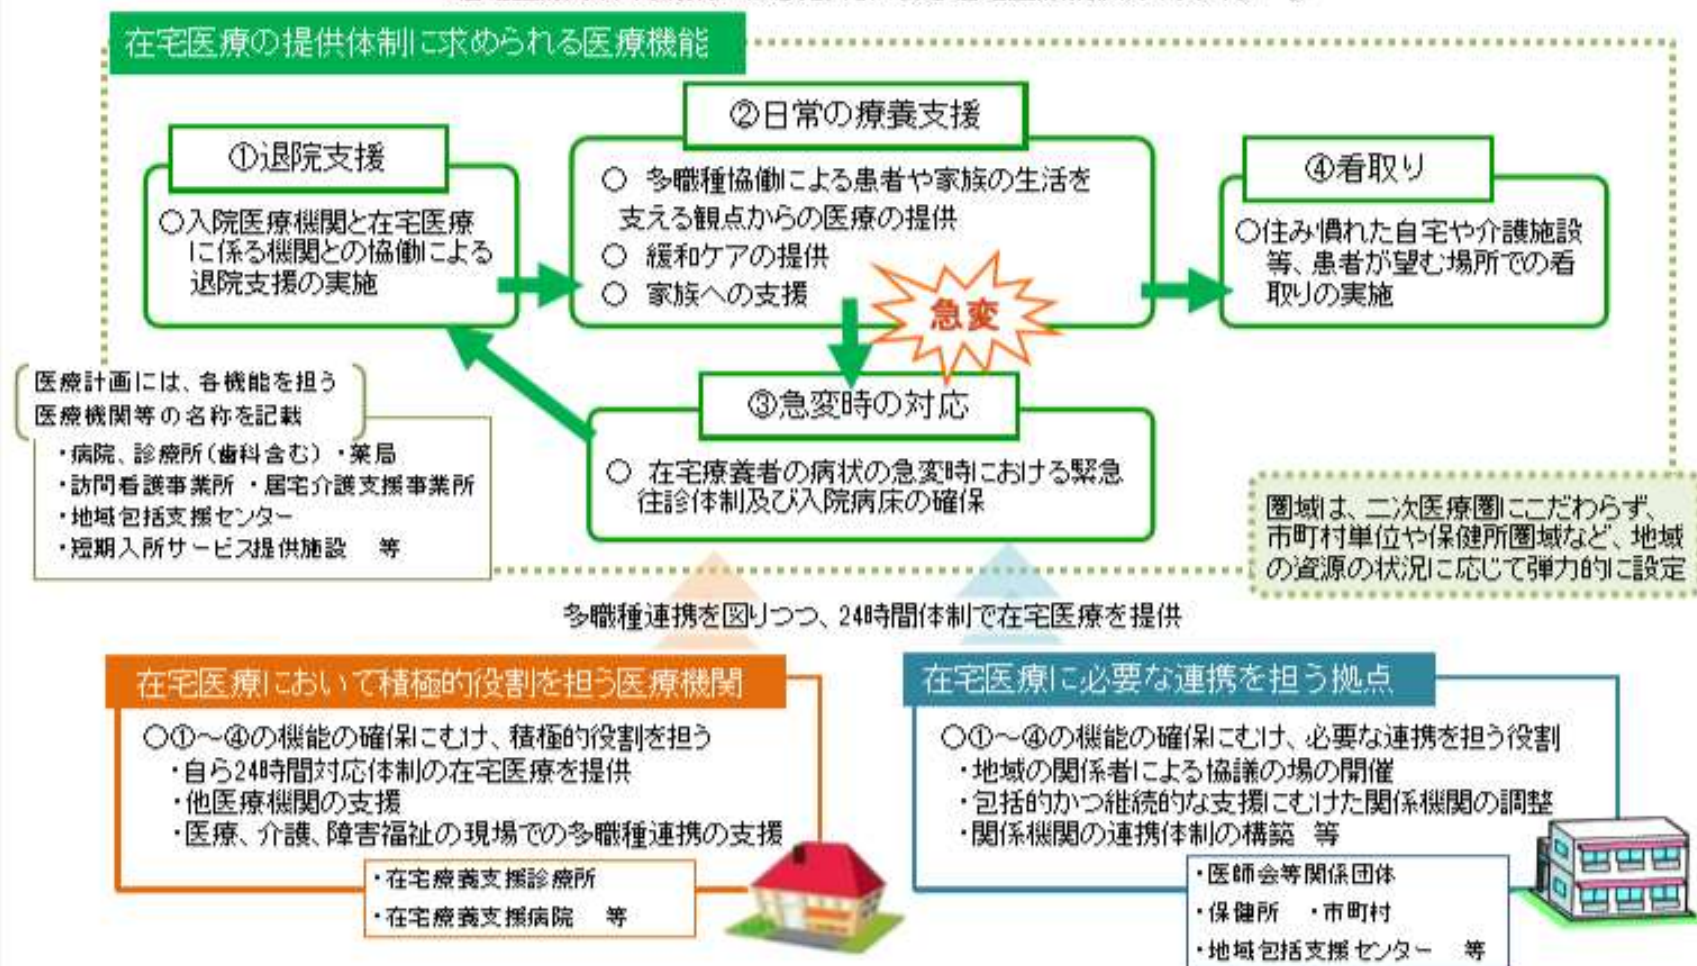 在宅医療の提供体制に求められる医療機能
①退院支援
○入院医療機関と在宅医療
に係る機関との協働による
退院支援の実施
②日常の療養支援
○ 多職種協働による患者や家族の生活を
支える観点からの医療の提供
○ 緩和ケアの提供
○ 家族への支援
急変
④看取り
○住み慣れた自宅や介護施設
等、患者が望む場所での看
取りの実施
③急変時の対応
○ 在宅療養者の病状の急変時における緊急
往診体制及び入院病床の確保
医療計画には、各機能を担う
医療機関等の名称を記載
・病院、診療所(歯科含む) ・薬局
・訪問看護事業所 ・居宅介護支援事業所
・地域包括支援センター
・短期入所サービス提供施設 等
圏域は、二次医療圏にこだわらず、
市町村単位や保健所圏域など、地域
の資源の状況に応じて弾力的に設定
多職種連携を図りつつ、24時間体制で在宅医療を提供
在宅医療において積極的役割を担う医療機関
○①~④の機能の確保にむけ、積極的役割を担う
・自ら24時間対応体制の在宅医療を提供
・他医療機関の支援
・医療、介護、障害福祉の現場での多職種連携の支援
・在宅療養支援診療所
・在宅療養支援病院 等
在宅医療に必要な連携を担う拠点
○①~④の機能の確保にむけ、必要な連携を担う役割
・地域の関係者による協議の場の開催
・包括的かつ継続的な支援にむけた関係機関の調整
・関係機関の連携体制の構築 等
・医師会等関係団体
・保健所 ・市町村
・地域包括支援センター 等